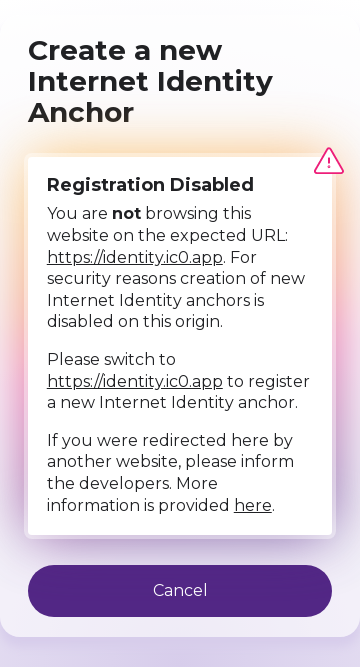 Create a new
Internet Identity
Anchor
Registration Disabled
You are not browsing this
website on the expected URL:
https://identity.ic0.app. For
security reasons creation of new
Internet Identity anchors is
disabled on this origin.
Please switch to
https://identity.ic0.app to register
a new Internet Identity anchor.
If you were redirected here by
another website, please inform
the developers. More
information is provided here.
Cancel